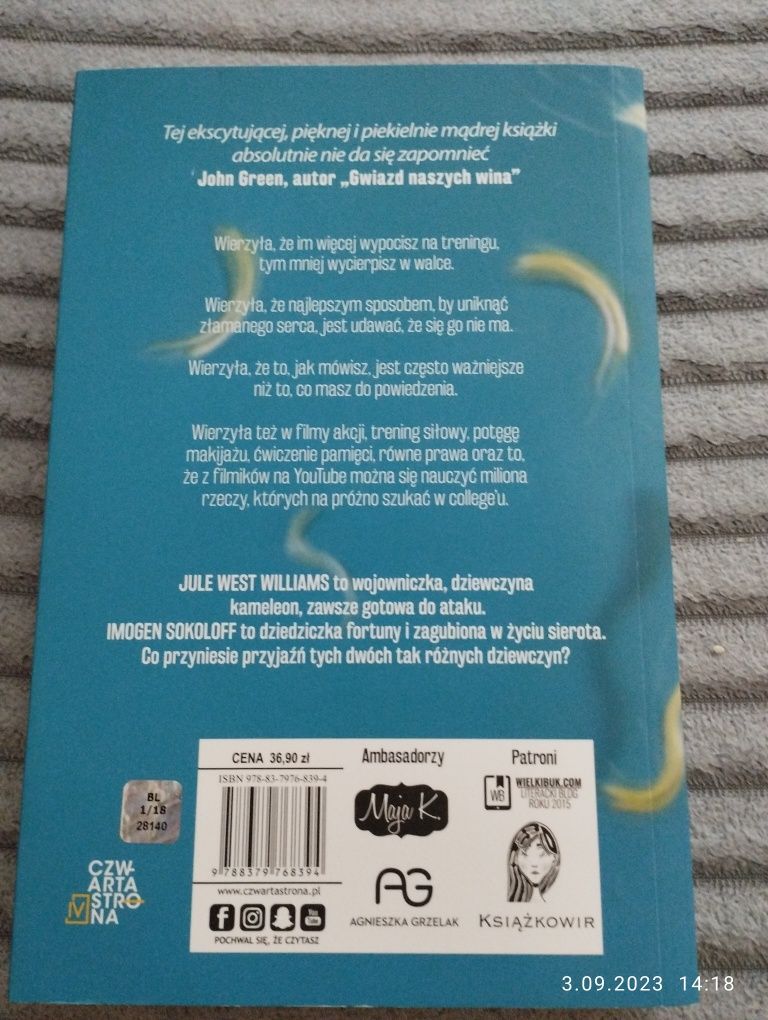 Tej ekscytującej, pięknej i piekielnie mądrej książki
absolutnie nie da się zapomnieć
John Green, autor „Gwiazd naszych wina”
Wierzyła, że im więcej wypocisz na treningu,
tym mniej wycierpisz w walce.
Wierzyła, że najlepszym sposobem, by uniknąć
złamanego serca, jest udawać, że się go nie ma.
Wierzyła, że to, jak mówisz, jest często ważniejsze
niż to, co masz do powiedzenia.
Wierzyła też w filmy akcji, trening siłowy, potęgę
makijażu, ćwiczenie pamięci, równe prawa oraz to,
że z filmików na YouTube można się nauczyć miliona
rzeczy, których na próżno szukać w college'u.
JULE WEST WILLIAMS to wojowniczka, dziewczyna
kameleon, zawsze gotowa do ataku.
IMOGEN SOKOLOFF to dziedziczka fortuny i zagubiona w życiu sierota.
Co przyniesie przyjaźń tych dwóch tak różnych dziewczyn?
BL
1/18
28140
CZW
ARTA
STRO
NA
IV
CENA 36,90 zł
ISBN 978-83-7976-839-4
9 788379 768394
www.czwartastrona.pl
You Tube
POCHWAL SIĘ, ŻE CZYTASZ
Ambasadorzy
Maja K.
AG
AGNIESZKA GRZELAK
Patroni
WB
WIELKIBUK.COM
LITERACKI BLOG
ROKU 2015
KSIĄŻKOWIR
3.09.2023 14:18